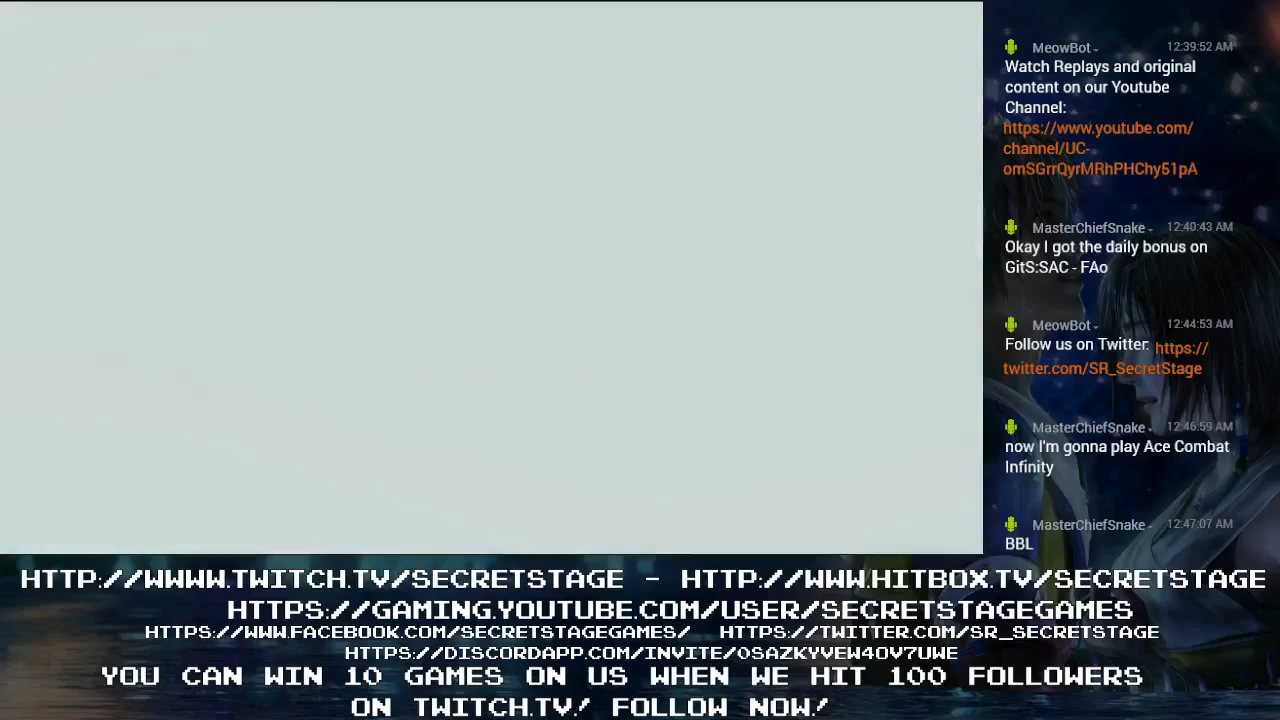 MeowBot
12:39:52 AM
Watch Replays and original
content on our Youtube
Channel:
https://www.youtube.com/
channel/UC-
omSGrrQyrMRhPHChy51pA
MasterChiefSnake
12:40:43 AM
Okay I got the daily bonus on
GitS:SAC - FAo
MeowBot
12:44:53 AM
Follow us on Twitter: https://
twitter.com/SR_SecretStage
MasterChiefSnake
12:46:59 AM
now I'm gonna play Ace Combat
Infinity
MasterChiefSnake
12:47:07 AM
BBL
HTTP://WWWW.TWITCH.TV/SECRETSTAGE - HTTP://WWW.HITBOX.TV/SECRETSTAGE
HTTPS://GAMING.YOUTUBE.COM/USER/SECRETSTAGEGAMES
HTTPS://WWW.FACEBOOK.COM/SECRETSTAGEGAMES/ HTTPS://TWITTER.COM/SR_SECRETSTAGE
HTTPS://DISCORDAPP.COM/INVITE/0SAZKYVEW4OV7UWE
YOU CAN WIN 10 GAMES ON US WHEN WE HIT 100 FOLLOWERS
ON TWITCH.TV! FOLLOW NOW!